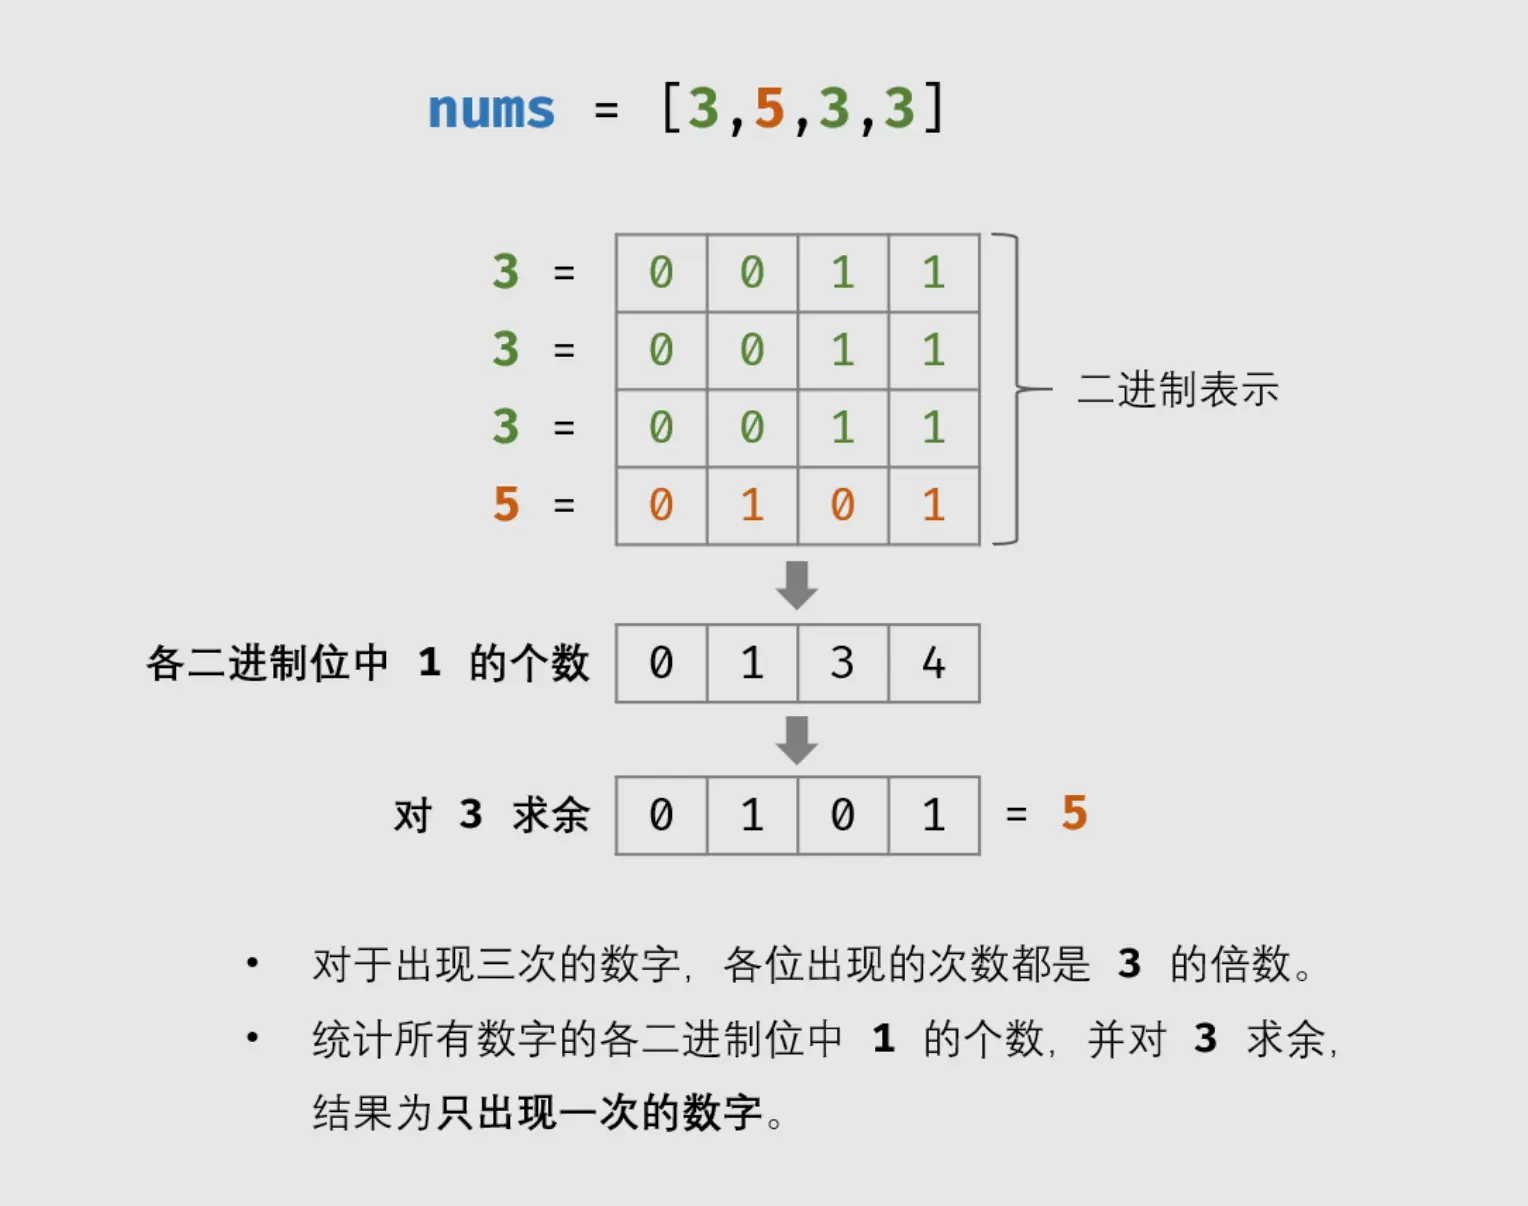 nums = [3,5,3,3]
3 = 0 0 1 1
3 = 0 0 1 1
3 = 0 0 1 1
5 = 0 1 0 1
二进制表示
各二进制位中 1 的个数 0 1 3 4
对 3 求余 0 1 0 1 = 5
• 对于出现三次的数字，各位出现的次数都是 3 的倍数。
• 统计所有数字的各二进制位中 1 的个数，并对 3 求余，
结果为只出现一次的数字。